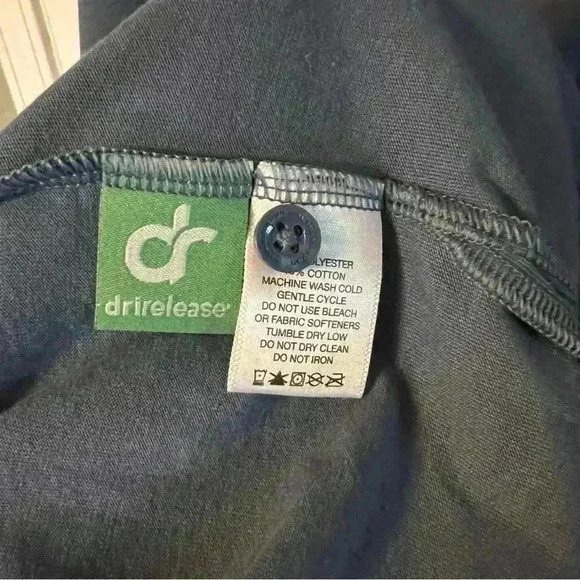 dr
drirelease
% COTTON
MACHINE WASH COLD
GENTLE CYCLE
DO NOT USE BLEACH
OR FABRIC SOFTENERS
TUMBLE DRY LOW
DO NOT DRY CLEAN
DO NOT IRON